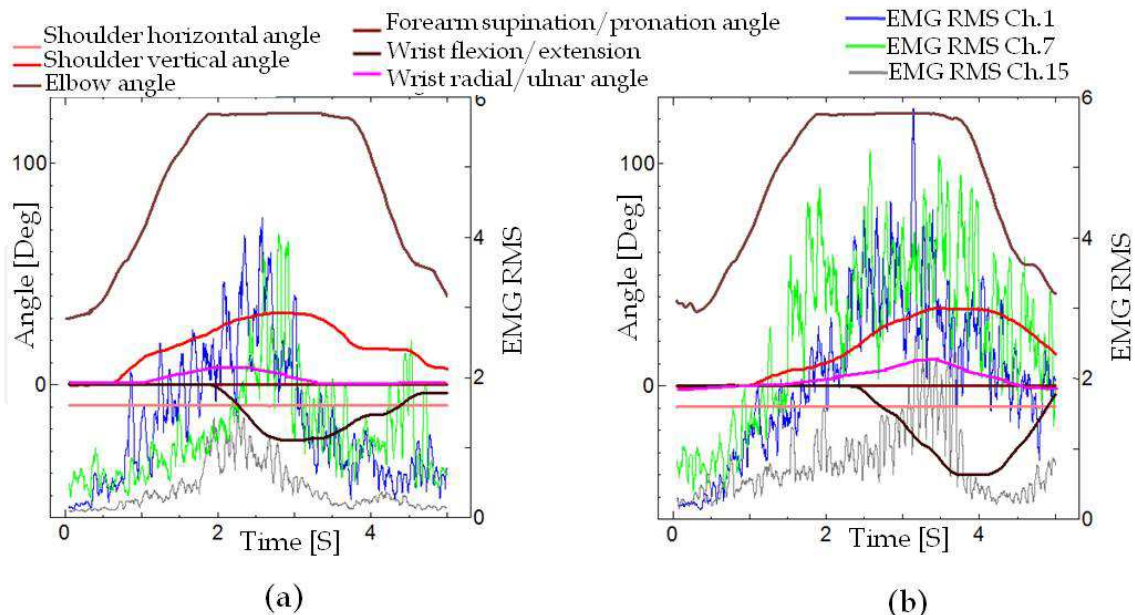 Shoulder horizontal angle
Shoulder vertical angle
Elbow angle
Forearm supination/pronation angle
Wrist flexion/extension
Wrist radial/ulnar angle
EMG RMS Ch.1
EMG RMS Ch.7
EMG RMS Ch.15
100
0
Angle [Deg]
6
4
2
0
EMG RMS
0
2
4
Time [S]
(a)
100
0
Angle [Deg]
6
4
2
0
EMG RMS
0
2
4
Time [S]
(b)